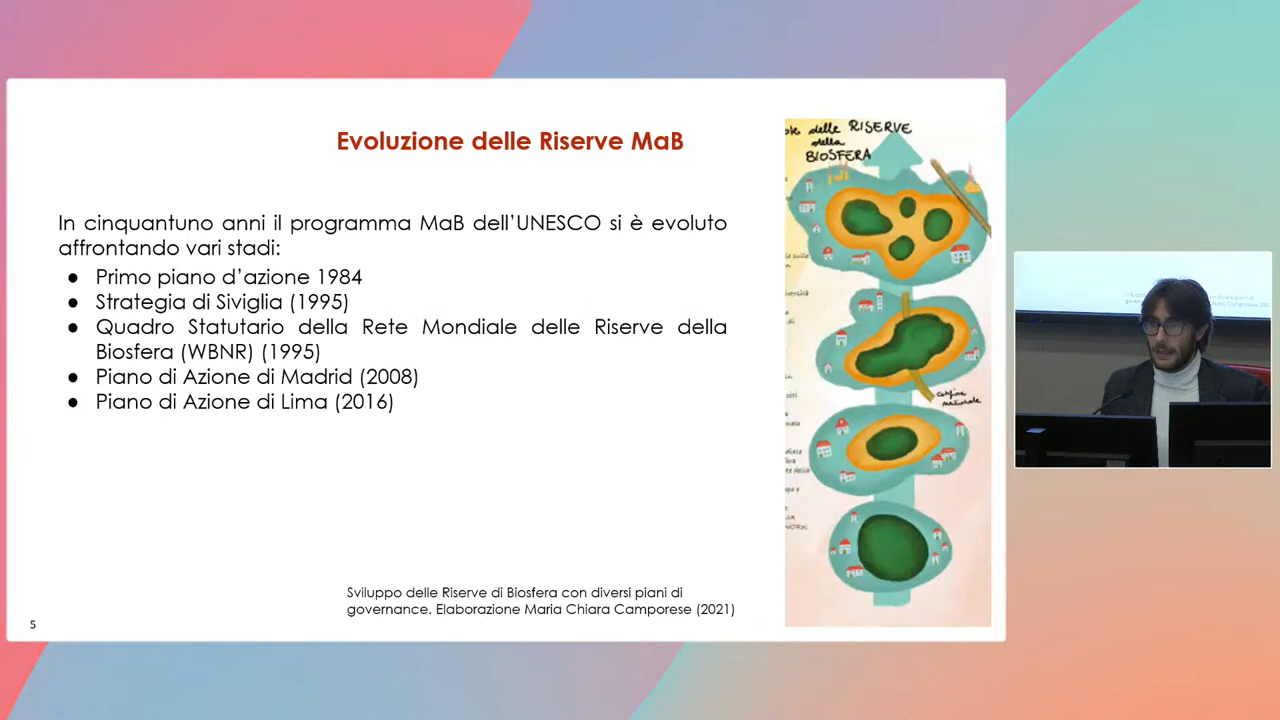 Evoluzione delle Riserve MaB
In cinquantuno anni il programma MaB dell'UNESCO si è evoluto
affrontando vari stadi:
● Primo piano d'azione 1984
● Strategia di Siviglia (1995)
● Quadro Statutario della Rete Mondiale delle Riserve della
Biosfera (WBNR) (1995)
● Piano di Azione di Madrid (2008)
● Piano di Azione di Lima (2016)
delle RISERVE
della
BIOSFERA
confine
nazionale
Sviluppo delle Riserve di Biosfera con diversi piani di
governance. Elaborazione Maria Chiara Camporese (2021)
5